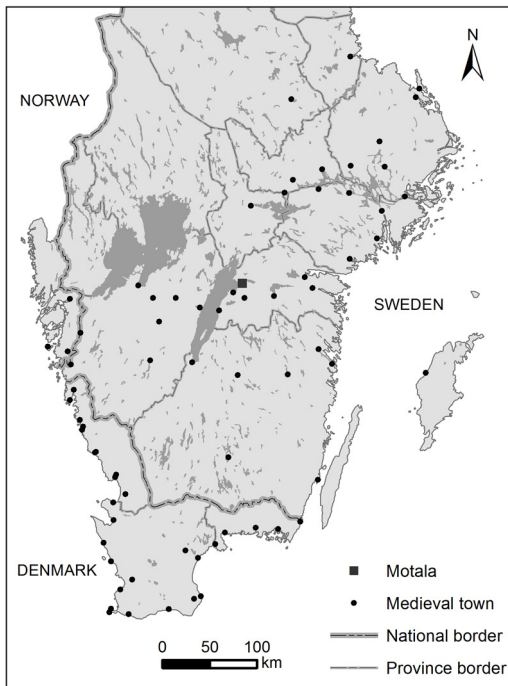 NORWAY
N
SWEDEN
DENMARK
Motala
Medieval town
National border
Province border
0 50 100
km